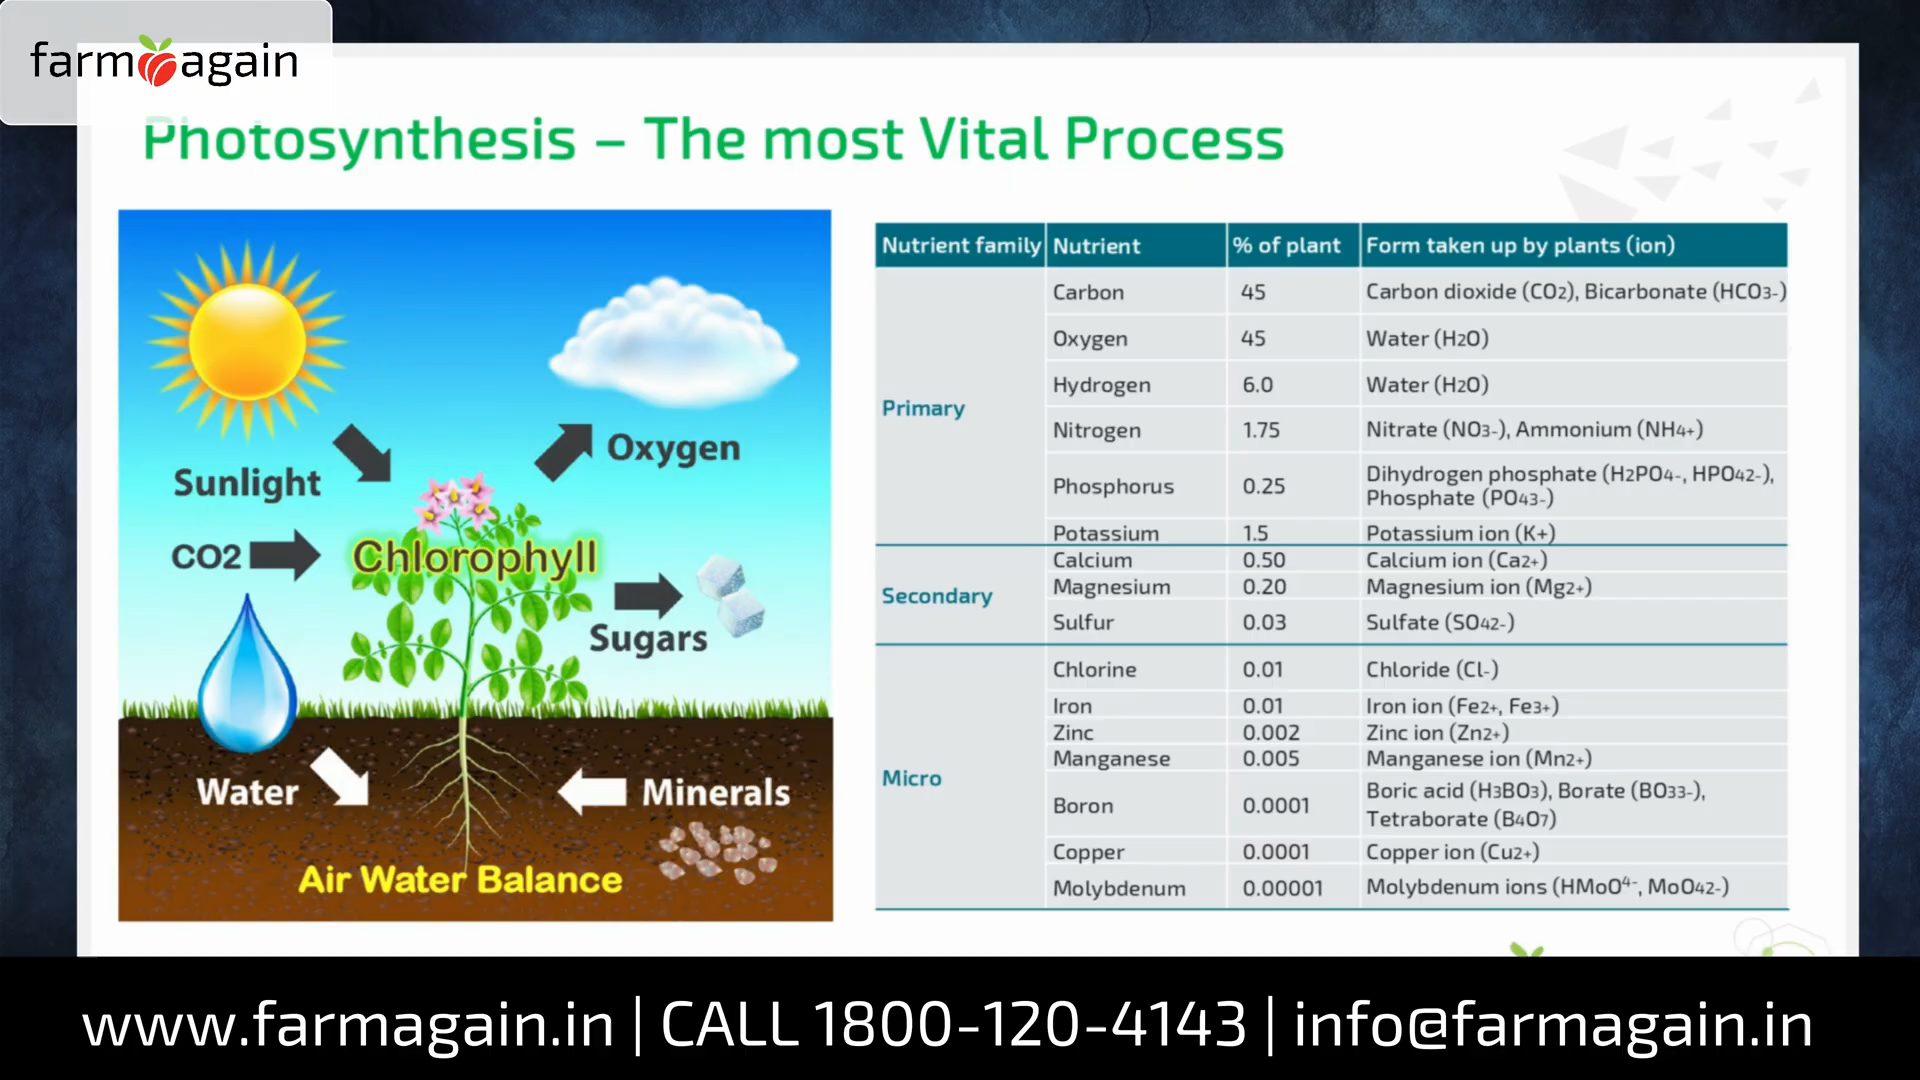 farm again
Photosynthesis – The most Vital Process
Sunlight
Oxygen
CO2
Chlorophyll
Sugars
Water
Minerals
Air Water Balance
Nutrient family Nutrient % of plant Form taken up by plants (ion)
Primary
Carbon 45 Carbon dioxide (CO2), Bicarbonate (HCO3-)
Oxygen 45 Water (H2O)
Hydrogen 6.0 Water (H2O)
Nitrogen 1.75 Nitrate (NO3-), Ammonium (NH4+)
Phosphorus 0.25 Dihydrogen phosphate (H2PO4-, HPO42-),
Phosphate (PO43-)
Potassium 1.5 Potassium ion (K+)
Secondary
Calcium 0.50 Calcium ion (Ca2+)
Magnesium 0.20 Magnesium ion (Mg2+)
Sulfur 0.03 Sulfate (SO42-)
Micro
Chlorine 0.01 Chloride (Cl-)
Iron 0.01 Iron ion (Fe2+, Fe3+)
Zinc 0.002 Zinc ion (Zn2+)
Manganese 0.005 Manganese ion (Mn2+)
Boron 0.0001 Boric acid (H3BO3), Borate (BO33-),
Tetraborate (B4O7)
Copper 0.0001 Copper ion (Cu2+)
Molybdenum 0.00001 Molybdenum ions (HMoO4-, MoO42-)
www.farmagain.in | CALL 1800-120-4143 | info@farmagain.in